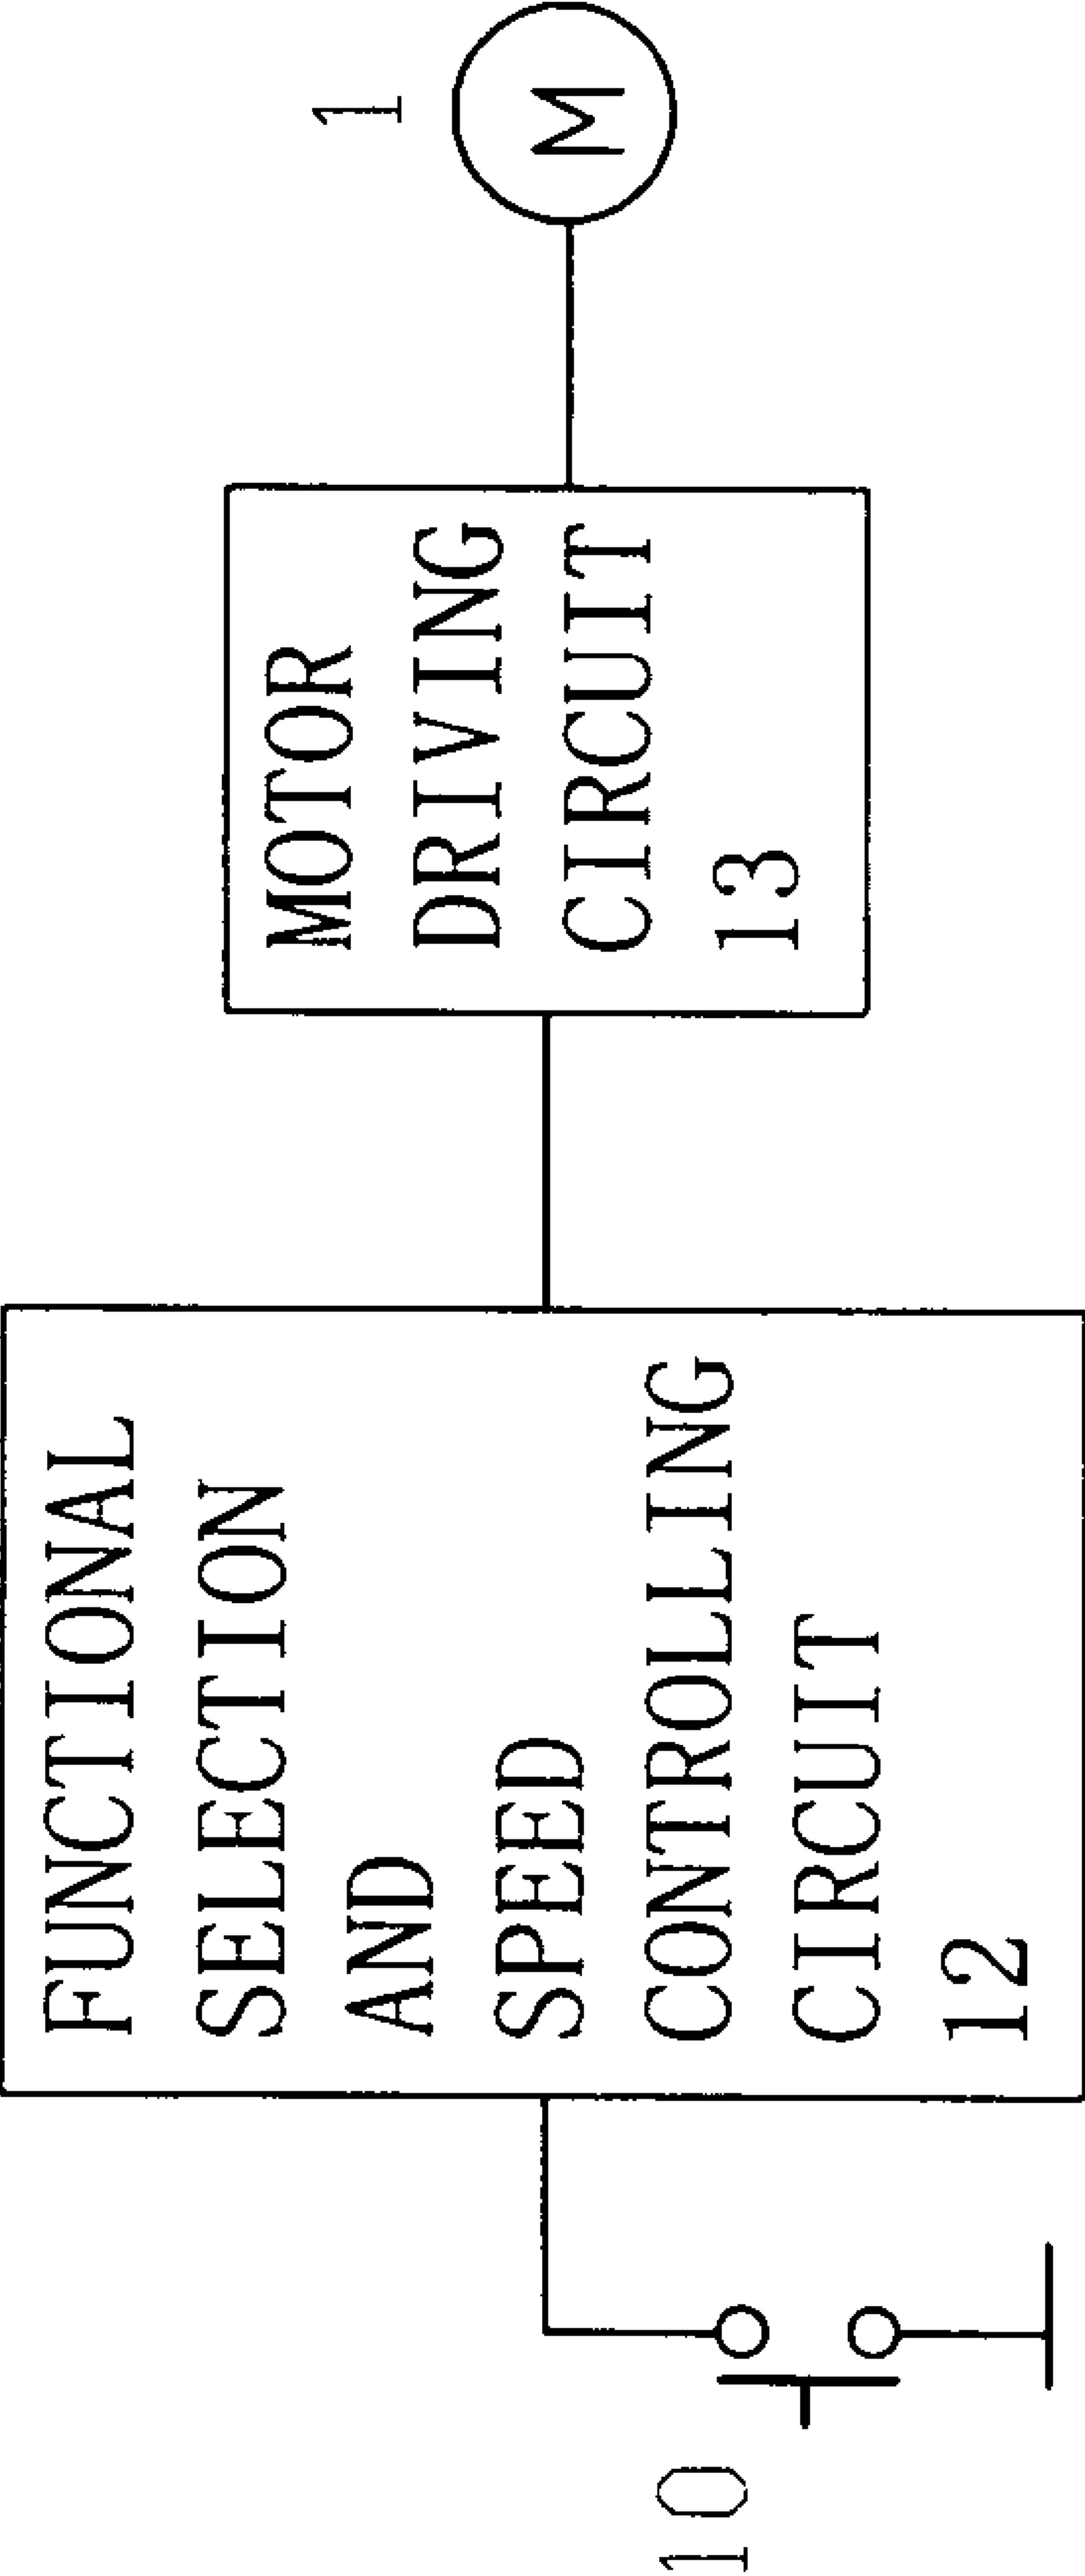 10
FUNCTIONAL
SELECTION
AND
SPEED
CONTROLLING
CIRCUIT
12
MOTOR
DRIVING
CIRCUIT
13
1
M